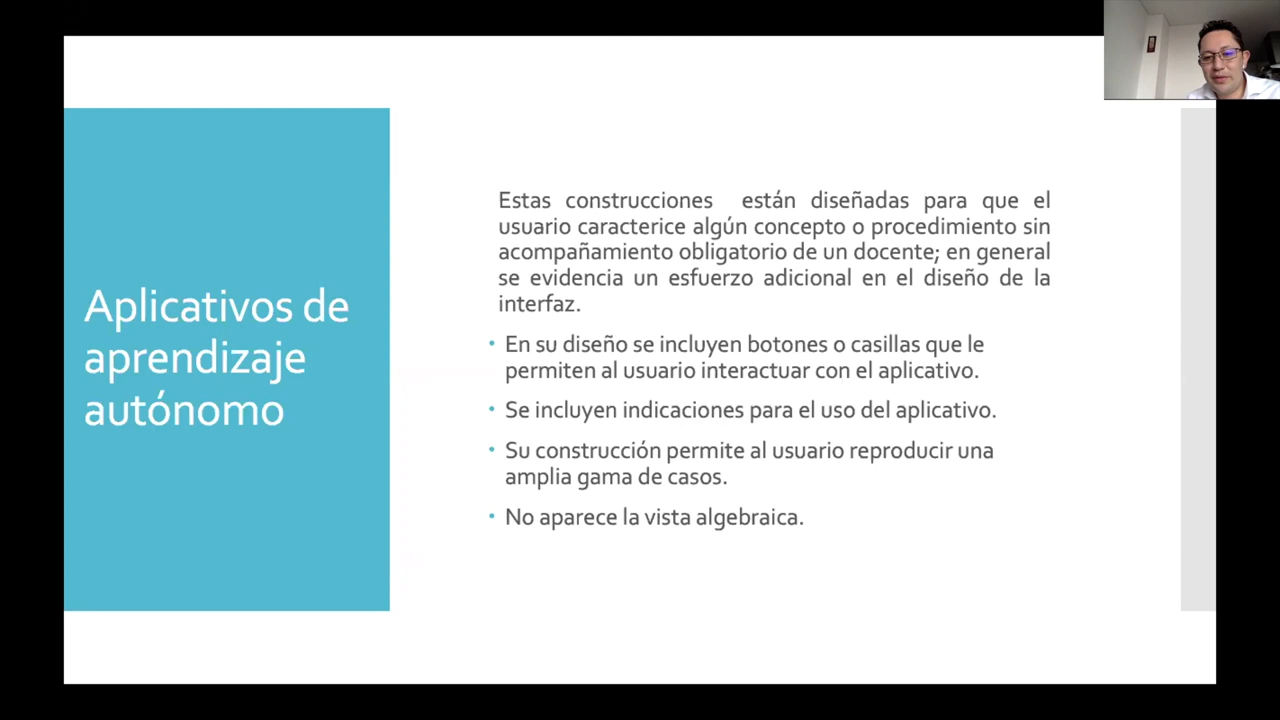 Aplicativos de
aprendizaje
autónomo
Estas construcciones están diseñadas para que el
usuario caracterice algún concepto o procedimiento sin
acompañamiento obligatorio de un docente; en general
se evidencia un esfuerzo adicional en el diseño de la
interfaz.
• En su diseño se incluyen botones o casillas que le
permiten al usuario interactuar con el aplicativo.
• Se incluyen indicaciones para el uso del aplicativo.
• Su construcción permite al usuario reproducir una
amplia gama de casos.
• No aparece la vista algebraica.